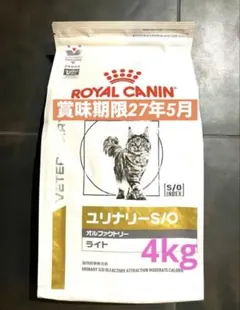 ROYAL CANIN
賞味期限27年5月
VETER
S/O
INDEX
ユリナリーS/O
オルファクトリー
ライト
4kg
URINARY S/O OLFACTORY ATTRACTION MODERATE CALORIE